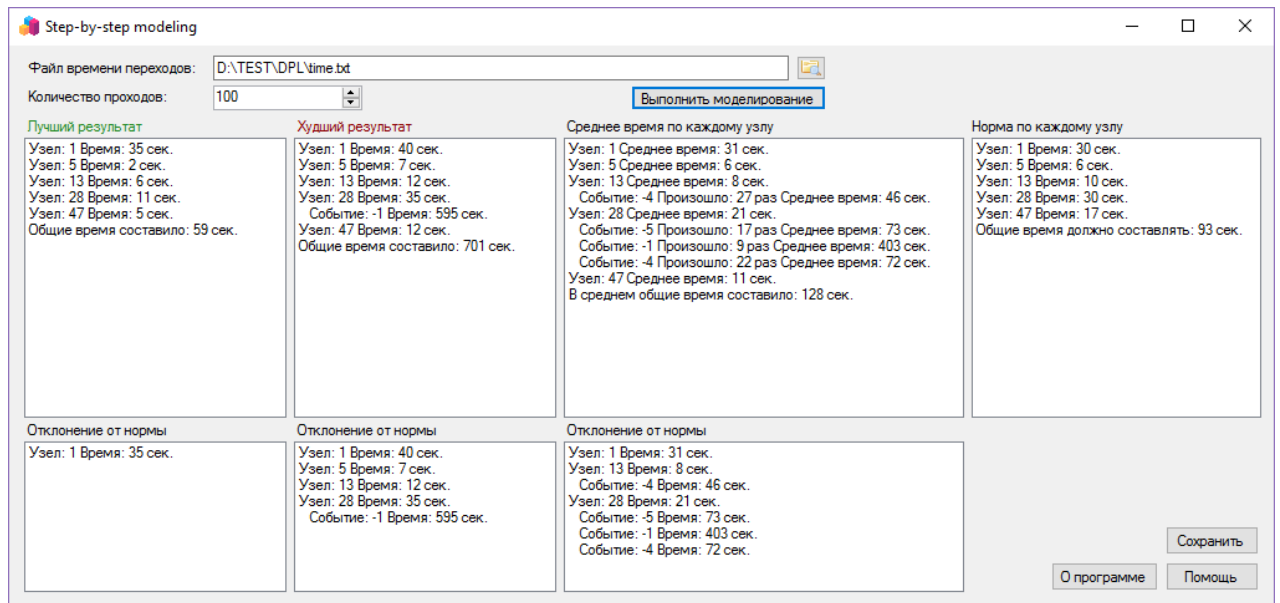 Step-by-step modeling
Файл времени переходов: D:\TEST\DPL\time.txt
Количество проходов: 100 Выполнить моделирование
Лучший результат
Узел: 1 Время: 35 сек.
Узел: 5 Время: 2 сек.
Узел: 13 Время: 6 сек.
Узел: 28 Время: 11 сек.
Узел: 47 Время: 5 сек.
Общие время составило: 59 сек.
Худший результат
Узел: 1 Время: 40 сек.
Узел: 5 Время: 7 сек.
Узел: 13 Время: 12 сек.
Узел: 28 Время: 35 сек.
Событие: -1 Время: 595 сек.
Узел: 47 Время: 12 сек.
Общие время составило: 701 сек.
Среднее время по каждому узлу
Узел: 1 Среднее время: 31 сек.
Узел: 5 Среднее время: 6 сек.
Узел: 13 Среднее время: 8 сек.
Событие: -4 Произошло: 27 раз Среднее время: 46 сек.
Узел: 28 Среднее время: 21 сек.
Событие: -5 Произошло: 17 раз Среднее время: 73 сек.
Событие: -1 Произошло: 9 раз Среднее время: 403 сек.
Событие: -4 Произошло: 22 раз Среднее время: 72 сек.
Узел: 47 Среднее время: 11 сек.
В среднем общие время составило: 128 сек.
Норма по каждому узлу
Узел: 1 Время: 30 сек.
Узел: 5 Время: 6 сек.
Узел: 13 Время: 10 сек.
Узел: 28 Время: 30 сек.
Узел: 47 Время: 17 сек.
Общие время должно составлять: 93 сек.
Отклонение от нормы
Узел: 1 Время: 35 сек.
Отклонение от нормы
Узел: 1 Время: 40 сек.
Узел: 5 Время: 7 сек.
Узел: 13 Время: 12 сек.
Узел: 28 Время: 35 сек.
Событие: -1 Время: 595 сек.
Отклонение от нормы
Узел: 1 Время: 31 сек.
Узел: 13 Время: 8 сек.
Событие: -4 Время: 46 сек.
Узел: 28 Время: 21 сек.
Событие: -5 Время: 73 сек.
Событие: -1 Время: 403 сек.
Событие: -4 Время: 72 сек.
Сохранить
О программе Помощь